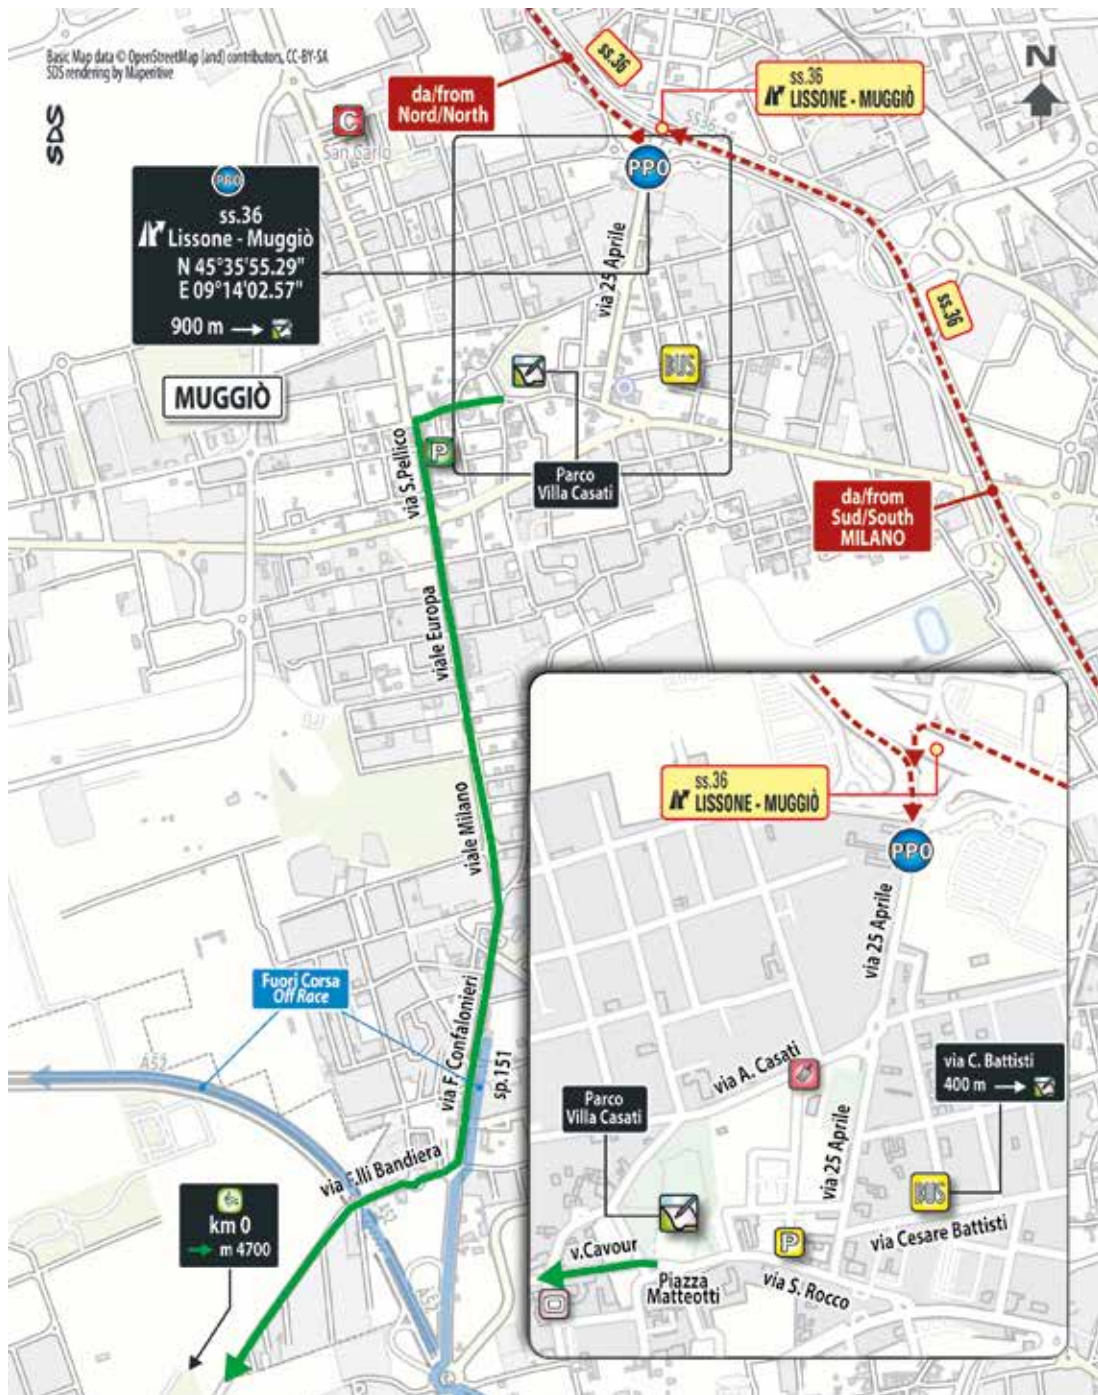 Basic Map data © OpenStreetMap (and) contributors, CC-BY-SA
SDS rendering by Maperitive
SDS
N
ss.36
ss.36
LISSONE - MUGGIÒ
da/from
Nord/North
C
San Carlo
SS36
PPO
PPO
ss.36
Lissone - Muggiò
N 45°35'55.29"
E 09°14'02.57"
900 m
via 25 Aprile
ss.36
BUS
MUGGIÒ
P
via S.Pellico
Parco
Villa Casati
da/from
Sud/South
MILANO
viale Europa
viale Milano
ss.36
LISSONE - MUGGIÒ
PPO
via 25 Aprile
Fuori Corsa
Off Race
A52
via F. Confalonieri
sp.151
via A. Casati
via C. Battisti
400 m
Parco
Villa Casati
via 25 Aprile
via F.lli Bandiera
BUS
via Cesare Battisti
km 0
m 4700
P
v.Cavour
Piazza
Matteotti
via S. Rocco